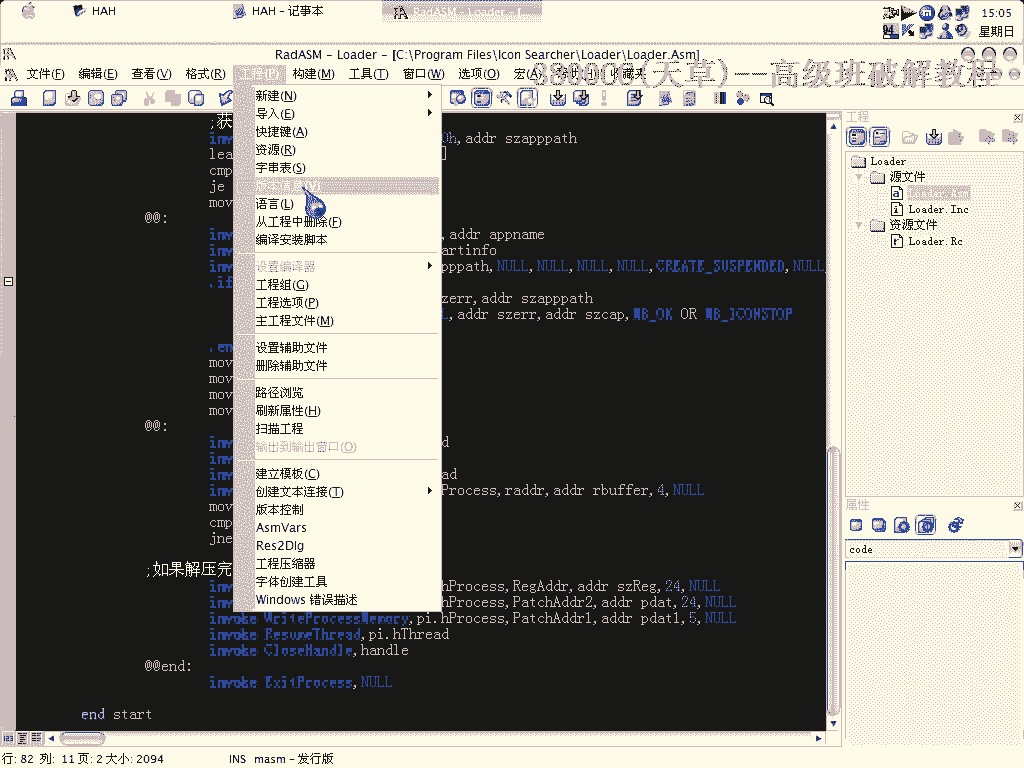 HAH
HAH - 记亊本
RadASM - Loader - [...
15:05
星期日
RadASM - Loader - [C:\Program Files\Icon Searcher\Loader\Loader.Asm]
文件(F) 编辑(E) 查看(V) 格式(R) 工程(P) 构建(M) 工具(T) 窗口(W) 选项(O) 宏(A)
(天草)--高级班破解教程
新建(N)
导入(E)
快捷键(A)
资源(R)
字串表(S)
版本信息(V)
语言(L)
从工程中删除(F)
编译安装脚本
设置编译器
工程组(G)
工程选项(P)
主工程文件(M)
设置辅助文件
删除辅助文件
路径浏览
刷新属性(H)
扫描工程
输出到输出窗口(O)
建立模板(C)
创建文本连接(T)
版本控制
AsmVars
Res2Dlg
工程压缩器
字体创建工具
Windows 错误描述
;获
0h,addr szapppath
lea
cmp
je
mov
@@:
,addr appname
artinfo
pppath,NULL,NULL,NULL,NULL,CREATE_SUSPENDED,NULL
.if
zerr,addr szapppath
L,addr szerr,addr szcap,MB_OK OR MB_ICONSTOP
.en
mov
mov
mov
mov
@@:
d
ad
Process,raddr,addr rbuffer,4,NULL
mov
cmp
jne
;如果解压完
hProcess,RegAddr,addr szReg,24,NULL
hProcess,PatchAddr2,addr pdat,24,NULL
invoke WriteProcessMemory,pi.hProcess,PatchAddr1,addr pdat1,5,NULL
invoke ResumeThread,pi.hThread
invoke CloseHandle,handle
@@end:
invoke ExitProcess,NULL
end start
工程
Loader
源文件
Loader.Asm
Loader.Inc
资源文件
Loader.Rc
属性
code
行: 82 列: 11 页: 2 大小: 2094
INS masm - 发行版